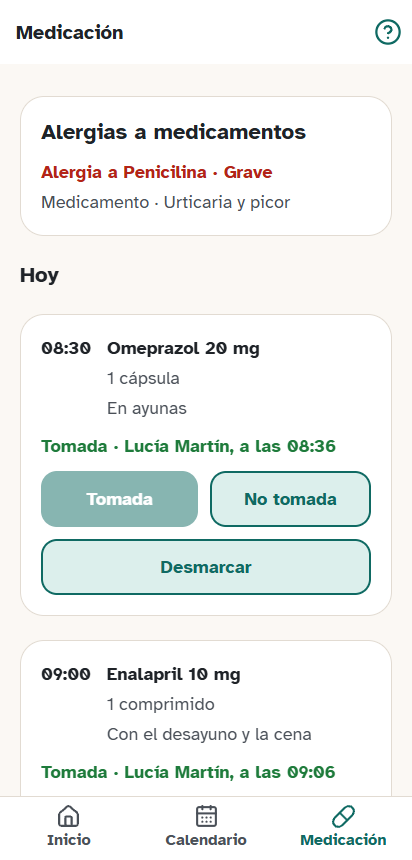 Medicación
Alergias a medicamentos
Alergia a Penicilina · Grave
Medicamento · Urticaria y picor
Hoy
08:30 Omeprazol 20 mg
1 cápsula
En ayunas
Tomada · Lucía Martín, a las 08:36
Tomada No tomada
Desmarcar
09:00 Enalapril 10 mg
1 comprimido
Con el desayuno y la cena
Tomada · Lucía Martín, a las 09:06
Inicio Calendario Medicación